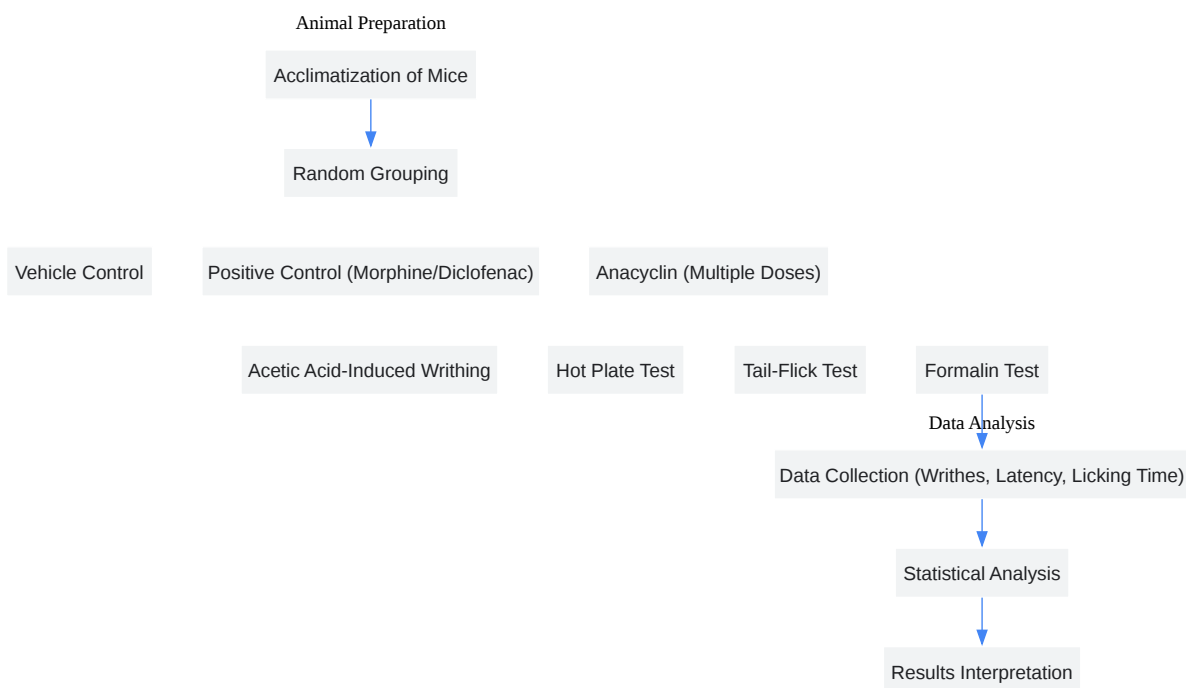 Animal Preparation
Acclimatization of Mice
Random Grouping
Vehicle Control
Positive Control (Morphine/Diclofenac)
Anacyclin (Multiple Doses)
Acetic Acid-Induced Writhing
Hot Plate Test
Tail-Flick Test
Formalin Test
Data Analysis
Data Collection (Writhes, Latency, Licking Time)
Statistical Analysis
Results Interpretation